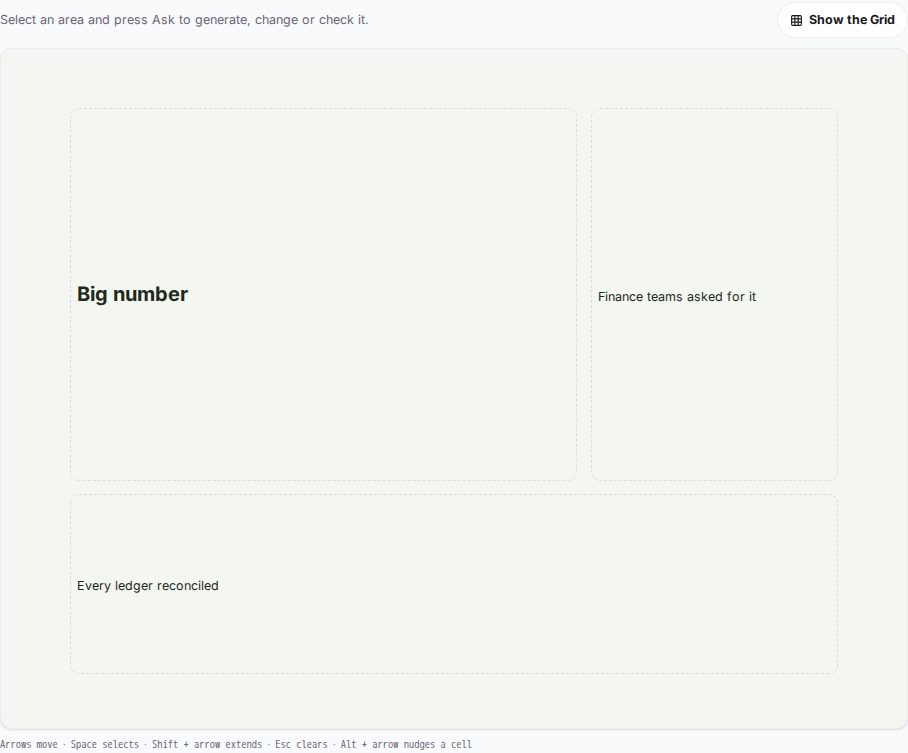 Select an area and press Ask to generate, change or check it.
Show the Grid
Big number
Finance teams asked for it
Every ledger reconciled
Arrows move · Space selects · Shift + arrow extends · Esc clears · Alt + arrow nudges a cell